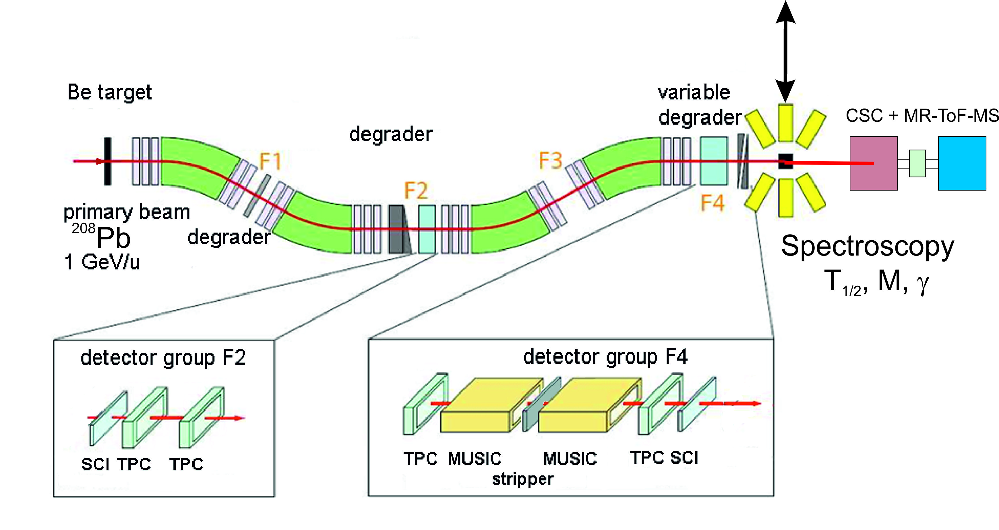 Be target
primary beam
²⁰⁸Pb
1 GeV/u
F1
degrader
degrader
F2
F3
variable
degrader
F4
CSC + MR-ToF-MS
Spectroscopy
T₁/₂, M, γ
detector group F2
SCI TPC TPC
detector group F4
TPC MUSIC MUSIC TPC SCI
stripper